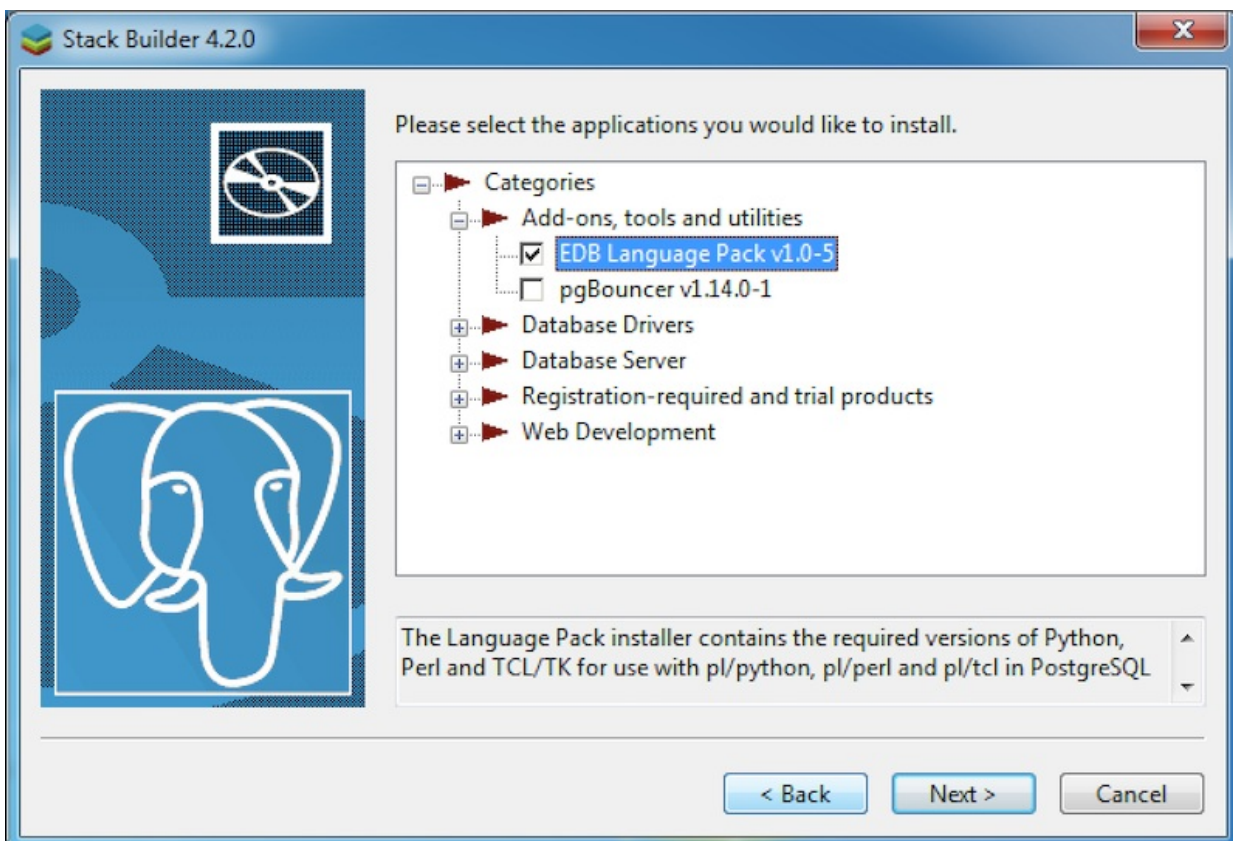 Stack Builder 4.2.0
Please select the applications you would like to install.
Categories
Add-ons, tools and utilities
EDB Language Pack v1.0-5
pgBouncer v1.14.0-1
Database Drivers
Database Server
Registration-required and trial products
Web Development
The Language Pack installer contains the required versions of Python,
Perl and TCL/TK for use with pl/python, pl/perl and pl/tcl in PostgreSQL
< Back
Next >
Cancel